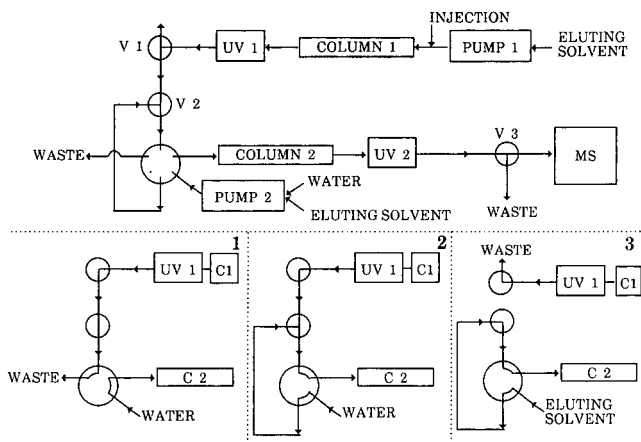 INJECTION
V 1
UV 1
COLUMN 1
PUMP 1
ELUTING
SOLVENT
V 2
V 3
WASTE
COLUMN 2
UV 2
MS
PUMP 2
WATER
ELUTING SOLVENT
WASTE
1
UV 1
C1
WASTE
C 2
WATER
2
UV 1
C1
C 2
WATER
3
WASTE
UV 1
C1
C 2
ELUTING
SOLVENT